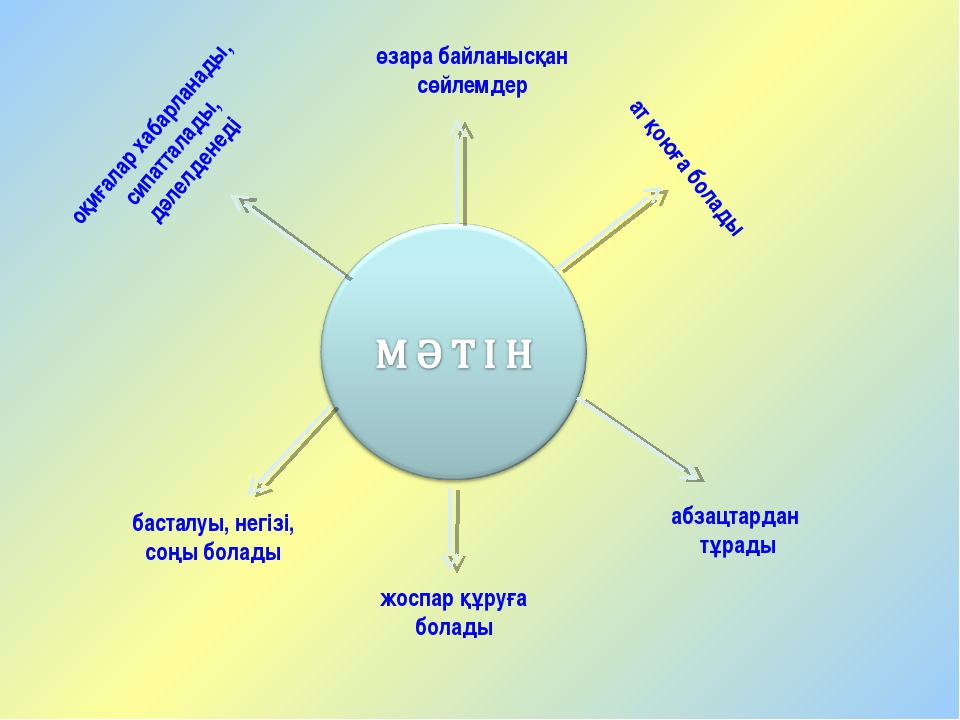 өзара байланысқан
сөйлемдер
оқиғалар хабарланады,
сипатталады,
дәлелденеді
ат қоюға болады
МӘТІН
басталуы, негізі,
соңы болады
абзацтардан
тұрады
жоспар құруға
болады